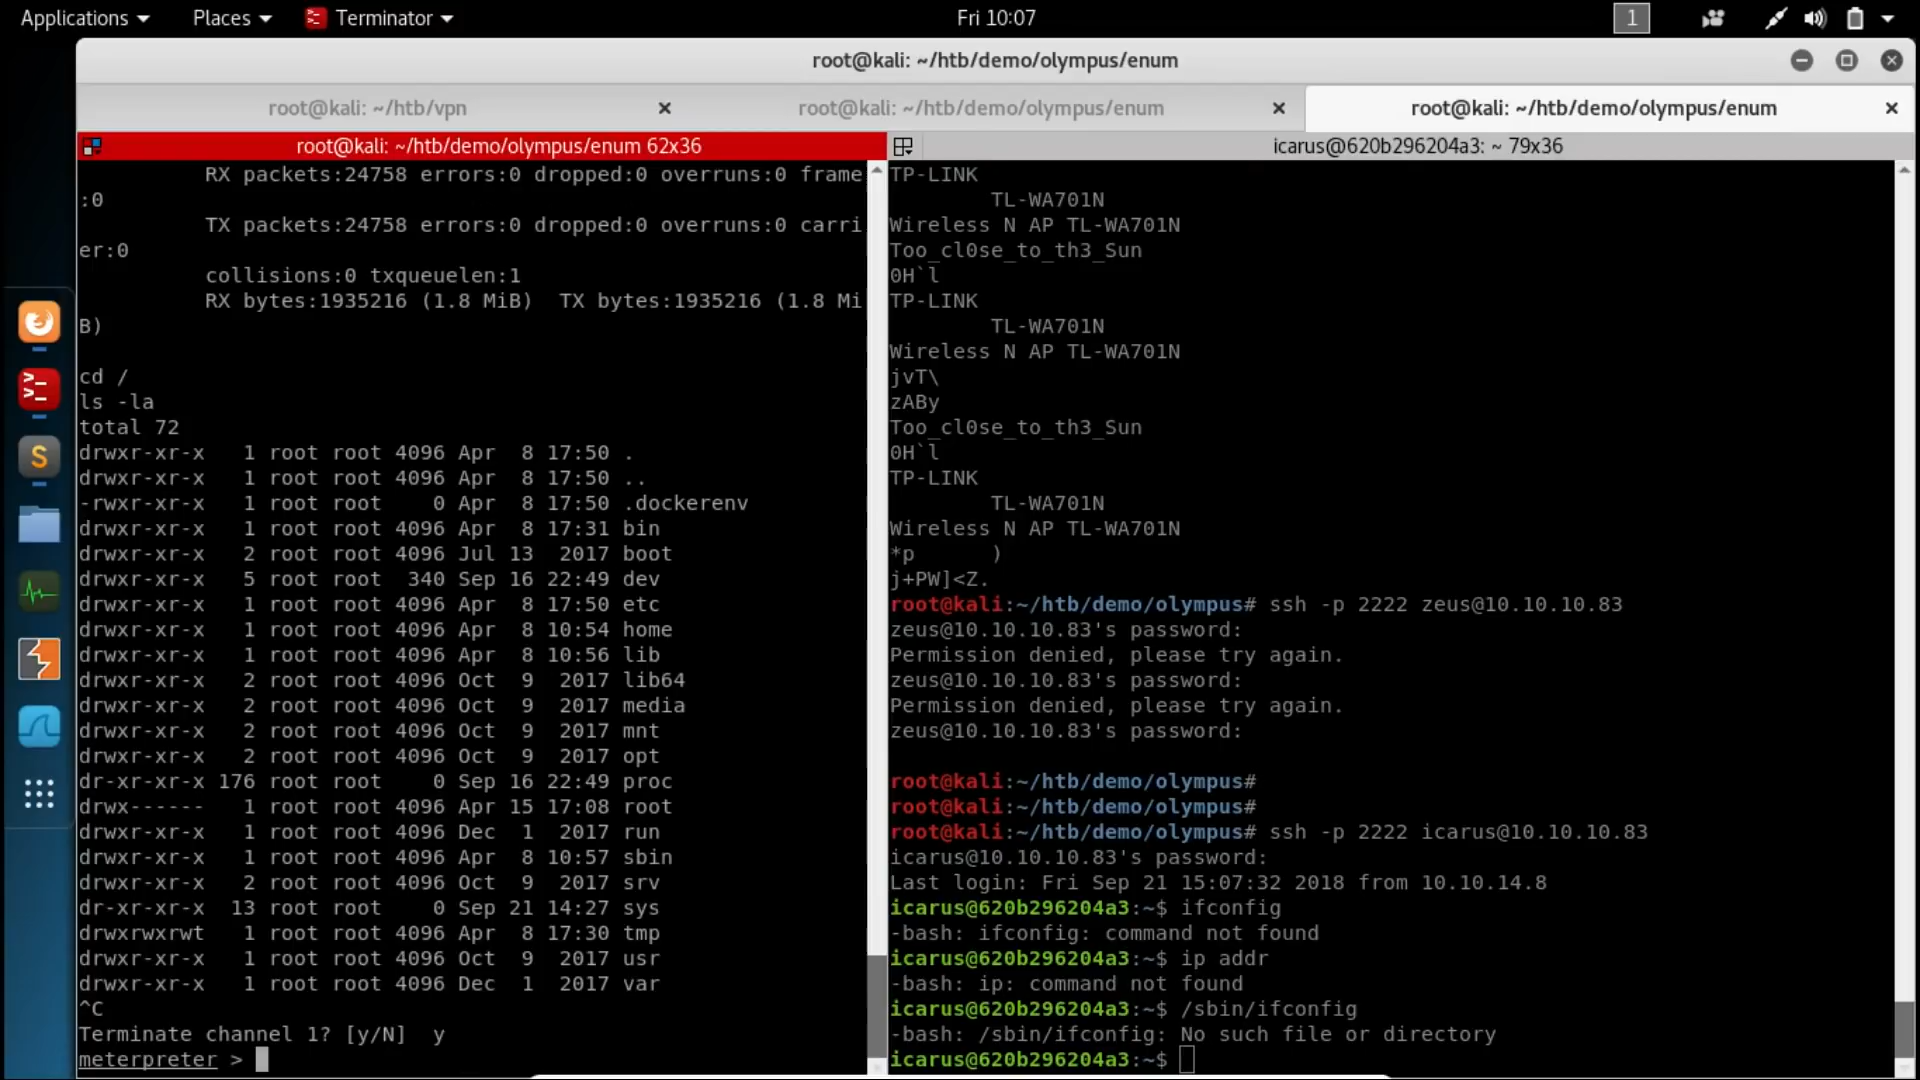 Applications Places Terminator Fri 10:07 1
root@kali: ~/htb/demo/olympus/enum
root@kali: ~/htb/vpn
root@kali: ~/htb/demo/olympus/enum
root@kali: ~/htb/demo/olympus/enum
root@kali: ~/htb/demo/olympus/enum 62x36
RX packets:24758 errors:0 dropped:0 overruns:0 frame
:0
TX packets:24758 errors:0 dropped:0 overruns:0 carri
er:0
collisions:0 txqueuelen:1
RX bytes:1935216 (1.8 MiB)  TX bytes:1935216 (1.8 Mi
B)
cd /
ls -la
total 72
drwxr-xr-x   1 root root 4096 Apr  8 17:50 .
drwxr-xr-x   1 root root 4096 Apr  8 17:50 ..
-rwxr-xr-x   1 root root    0 Apr  8 17:50 .dockerenv
drwxr-xr-x   1 root root 4096 Apr  8 17:31 bin
drwxr-xr-x   2 root root 4096 Jul 13  2017 boot
drwxr-xr-x   5 root root  340 Sep 16 22:49 dev
drwxr-xr-x   1 root root 4096 Apr  8 17:50 etc
drwxr-xr-x   1 root root 4096 Apr  8 10:54 home
drwxr-xr-x   1 root root 4096 Apr  8 10:56 lib
drwxr-xr-x   2 root root 4096 Oct  9  2017 lib64
drwxr-xr-x   2 root root 4096 Oct  9  2017 media
drwxr-xr-x   2 root root 4096 Oct  9  2017 mnt
drwxr-xr-x   2 root root 4096 Oct  9  2017 opt
dr-xr-xr-x 176 root root    0 Sep 16 22:49 proc
drwx------   1 root root 4096 Apr 15 17:08 root
drwxr-xr-x   1 root root 4096 Dec  1  2017 run
drwxr-xr-x   1 root root 4096 Apr  8 10:57 sbin
drwxr-xr-x   2 root root 4096 Oct  9  2017 srv
dr-xr-xr-x  13 root root    0 Sep 21 14:27 sys
drwxrwxrwt   1 root root 4096 Apr  8 17:30 tmp
drwxr-xr-x   1 root root 4096 Oct  9  2017 usr
drwxr-xr-x   1 root root 4096 Dec  1  2017 var
^C
Terminate channel 1? [y/N]  y
meterpreter >
icarus@620b296204a3: ~ 79x36
TP-LINK
TL-WA701N
Wireless N AP TL-WA701N
Too_cl0se_to_th3_Sun
0H`l
TP-LINK
TL-WA701N
Wireless N AP TL-WA701N
jvT\
zABy
Too_cl0se_to_th3_Sun
0H`l
TP-LINK
TL-WA701N
Wireless N AP TL-WA701N
*p      )
j+PW]<Z.
root@kali:~/htb/demo/olympus# ssh -p 2222 zeus@10.10.10.83
zeus@10.10.10.83's password:
Permission denied, please try again.
zeus@10.10.10.83's password:
Permission denied, please try again.
zeus@10.10.10.83's password:
root@kali:~/htb/demo/olympus#
root@kali:~/htb/demo/olympus#
root@kali:~/htb/demo/olympus# ssh -p 2222 icarus@10.10.10.83
icarus@10.10.10.83's password:
Last login: Fri Sep 21 15:07:32 2018 from 10.10.14.8
icarus@620b296204a3:~$ ifconfig
-bash: ifconfig: command not found
icarus@620b296204a3:~$ ip addr
-bash: ip: command not found
icarus@620b296204a3:~$ /sbin/ifconfig
-bash: /sbin/ifconfig: No such file or directory
icarus@620b296204a3:~$